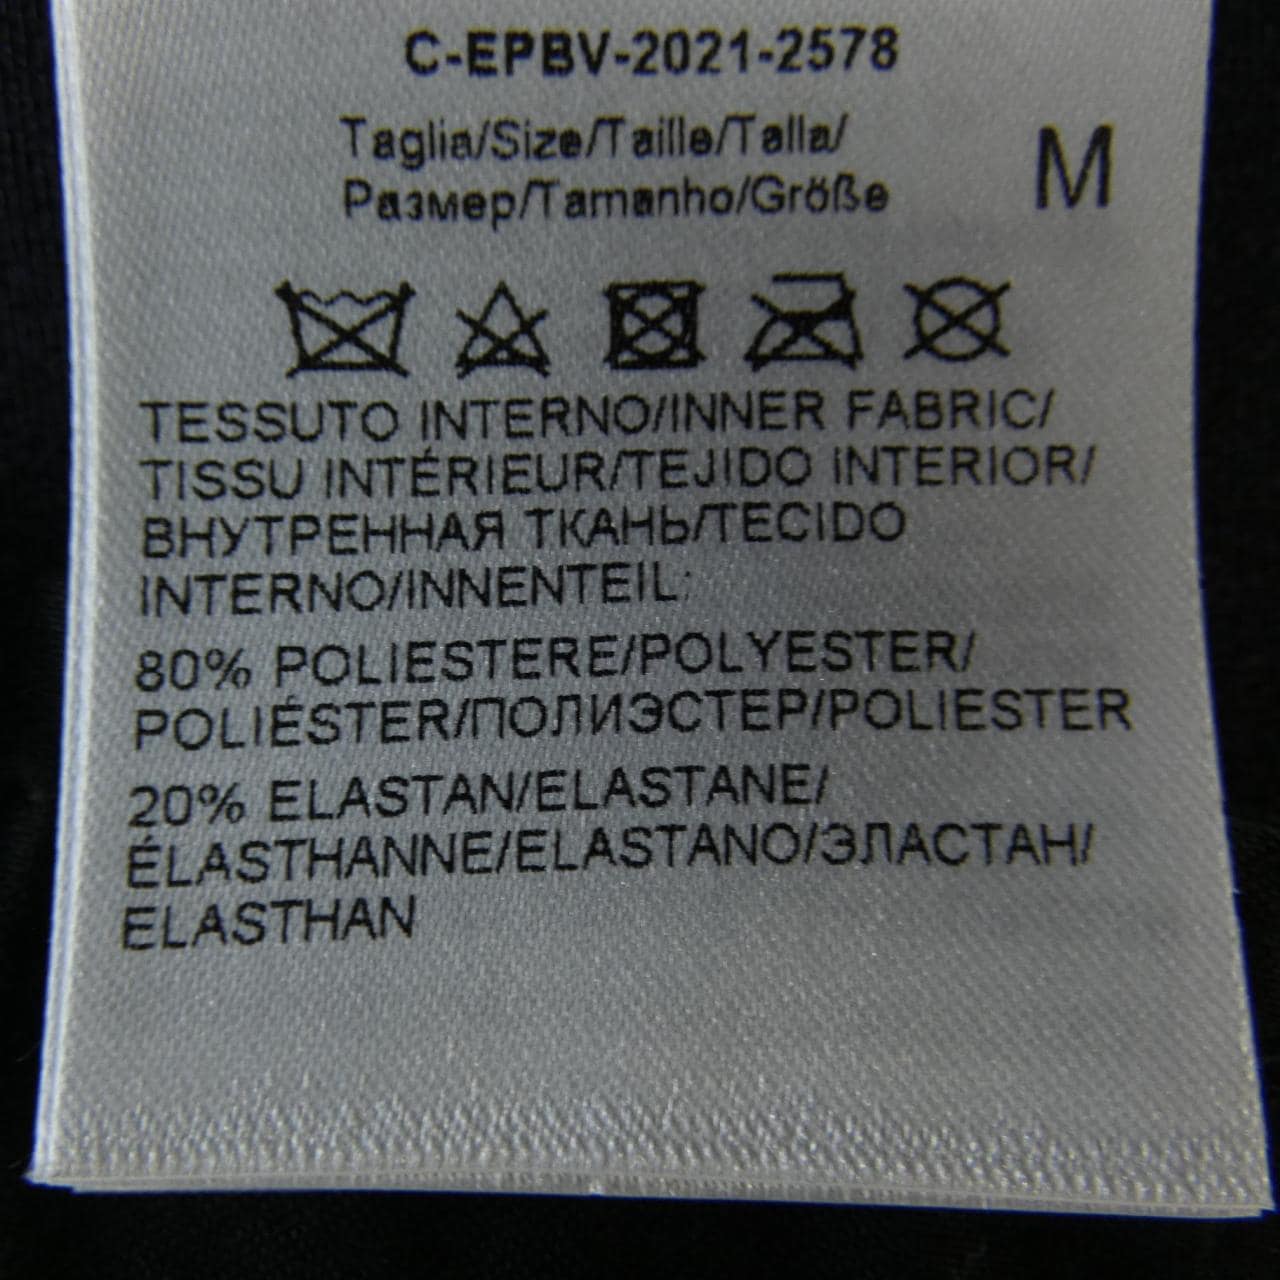 C-EPBV-2021-2578
Taglia/Size/Taille/Talla/
Размер/Tamanho/Größe
M
TESSUTO INTERNO/INNER FABRIC/
TISSU INTÉRIEUR/TEJIDO INTERIOR/
ВНУТРЕННАЯ ТКАНЬ/TECIDO
INTERNO/INNENTEIL:
80% POLIESTERE/POLYESTER/
POLIÉSTER/ПОЛИЭСТЕР/POLIESTER
20% ELASTAN/ELASTANE/
ÉLASTHANNE/ELASTANO/ЭЛАСТАН/
ELASTHAN